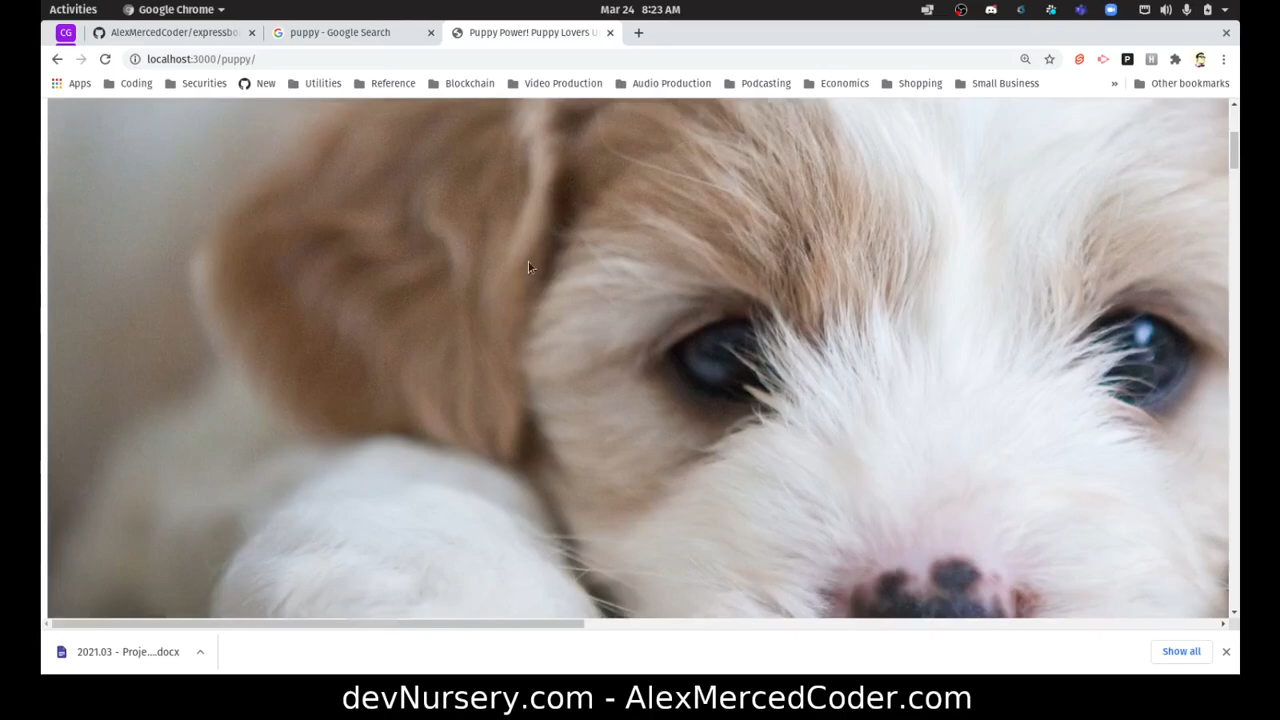 Activities Google Chrome Mar 24 8:23 AM
CG AlexMercedCoder/expressbo puppy - Google Search Puppy Power! Puppy Lovers U
localhost:3000/puppy/
Apps Coding Securities New Utilities Reference Blockchain Video Production Audio Production Podcasting Economics Shopping Small Business » Other bookmarks
2021.03 - Proje....docx Show all
devNursery.com - AlexMercedCoder.com